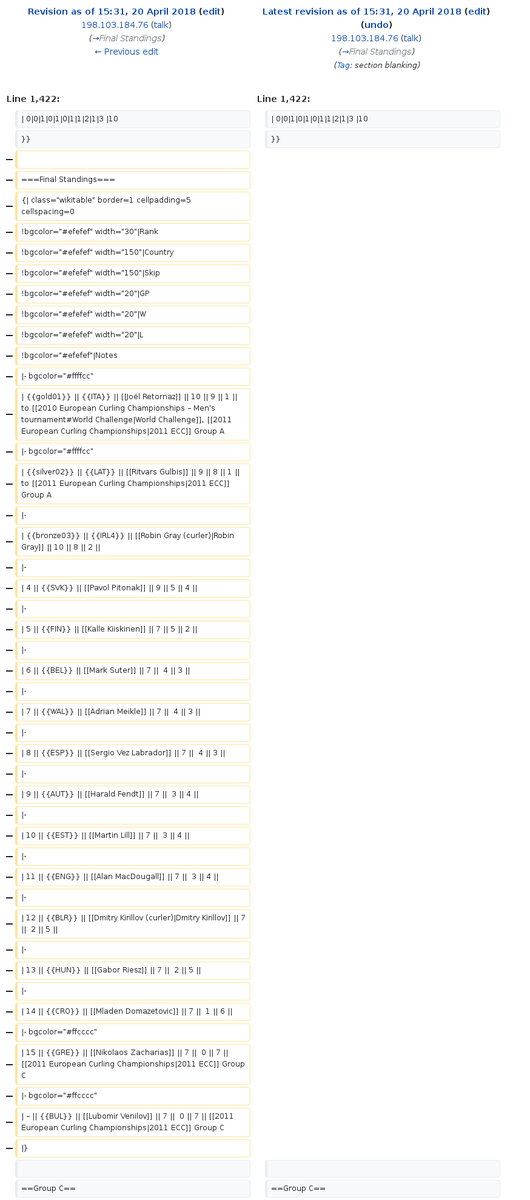 Revision as of 15:31, 20 April 2018 (edit)
198.103.184.76 (talk)
(→Final Standings)
← Previous edit
Latest revision as of 15:31, 20 April 2018 (edit)
(undo)
198.103.184.76 (talk)
(→Final Standings)
(Tag: section blanking)
Line 1,422:
Line 1,422:
| 0|0|1|0|1|0|1|1|2|1|3 |10
| 0|0|1|0|1|0|1|1|2|1|3 |10
}}
}}
−
− ===Final Standings===
− {| class="wikitable" border=1 cellpadding=5
cellspacing=0
− !bgcolor="#efefef" width="30"|Rank
− !bgcolor="#efefef" width="150"|Country
− !bgcolor="#efefef" width="150"|Skip
− !bgcolor="#efefef" width="20"|GP
− !bgcolor="#efefef" width="20"|W
− !bgcolor="#efefef" width="20"|L
− !bgcolor="#efefef"|Notes
− |- bgcolor="#ffffcc"
− | {{gold01}} || {{ITA}} || [[Joël Retornaz]] || 10 || 9 || 1 ||
to [[2010 European Curling Championships – Men's
tournament#World Challenge|World Challenge]], [[2011
European Curling Championships|2011 ECC]] Group A
− |- bgcolor="#ffffcc"
− | {{silver02}} || {{LAT}} || [[Ritvars Gulbis]] || 9 || 8 || 1 ||
to [[2011 European Curling Championships|2011 ECC]]
Group A
− |-
− | {{bronze03}} || {{IRL4}} || [[Robin Gray (curler)|Robin
Gray]] || 10 || 8 || 2 ||
− |-
− | 4 || {{SVK}} || [[Pavol Pitonak]] || 9 || 5 || 4 ||
− |-
− | 5 || {{FIN}} || [[Kalle Kiiskinen]] || 7 || 5 || 2 ||
− |-
− | 6 || {{BEL}} || [[Mark Suter]] || 7 || 4 || 3 ||
− |-
− | 7 || {{WAL}} || [[Adrian Meikle]] || 7 || 4 || 3 ||
− |-
− | 8 || {{ESP}} || [[Sergio Vez Labrador]] || 7 || 4 || 3 ||
− |-
− | 9 || {{AUT}} || [[Harald Fendt]] || 7 || 3 || 4 ||
− |-
− | 10 || {{EST}} || [[Martin Lill]] || 7 || 3 || 4 ||
− |-
− | 11 || {{ENG}} || [[Alan MacDougall]] || 7 || 3 || 4 ||
− |-
− | 12 || {{BLR}} || [[Dmitry Kirillov (curler)|Dmitry Kirillov]] || 7
|| 2 || 5 ||
− |-
− | 13 || {{HUN}} || [[Gabor Riesz]] || 7 || 2 || 5 ||
− |-
− | 14 || {{CRO}} || [[Mladen Domazetovic]] || 7 || 1 || 6 ||
− |- bgcolor="#ffcccc"
− | 15 || {{GRE}} || [[Nikolaos Zacharias]] || 7 || 0 || 7 ||
[[2011 European Curling Championships|2011 ECC]] Group
C
− |- bgcolor="#ffcccc"
− | – || {{BUL}} || [[Lubomir Venilov]] || 7 || 0 || 7 || [[2011
European Curling Championships|2011 ECC]] Group C
− |}
==Group C==
==Group C==